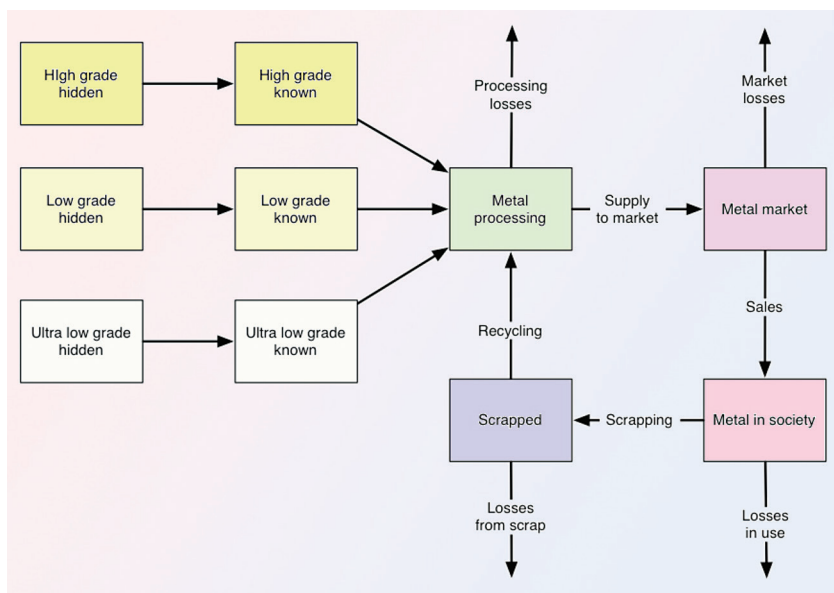 HIgh grade
hidden
High grade
known
Processing
losses
Market
losses
Low grade
hidden
Low grade
known
Metal
processing
Supply
to market
Metal market
Sales
Ultra low grade
hidden
Ultra low grade
known
Recycling
Scrapped
Scrapping
Metal in society
Losses
from scrap
Losses
in use